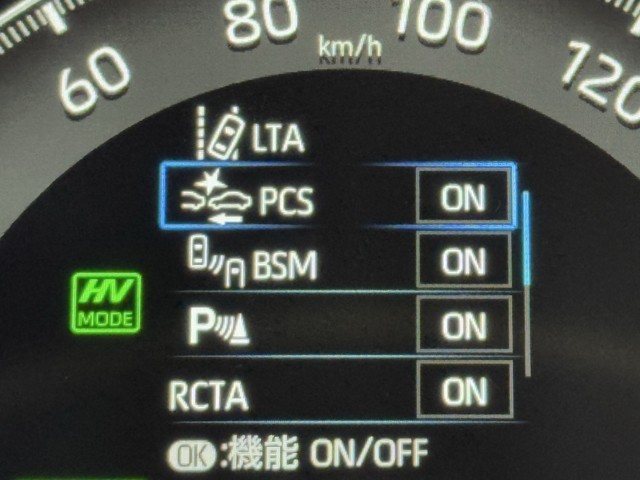 60 80 100 120
km/h
LTA
PCS ON
BSM ON
HV
MODE
P ON
RCTA ON
OK:機能 ON/OFF